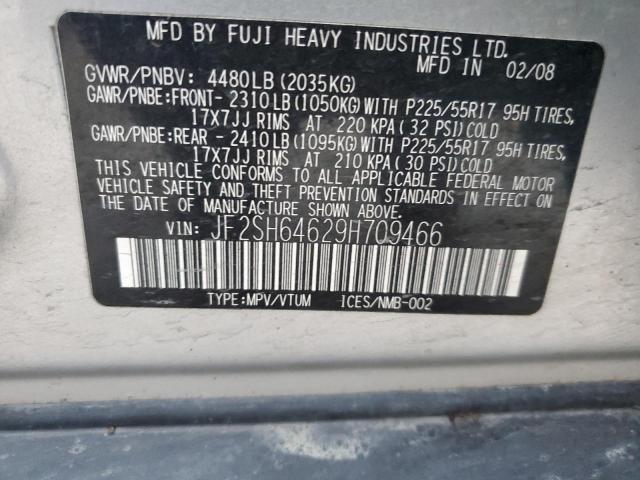 MFD BY FUJI HEAVY INDUSTRIES LTD.
MFD IN 02/08
GVWR/PNBV: 4480LB (2035KG)
GAWR/PNBE:FRONT- 2310LB (1050KG) WITH P225/55R17 95H TIRES,
17X7JJ RIMS AT 220 KPA( 32 PSI) COLD
GAWR/PNBE:REAR - 2410LB (1095KG) WITH P225/55R17 95H TIRES,
17X7JJ RIMS AT 210 KPA( 30 PSI) COLD
THIS VEHICLE CONFORMS TO ALL APPLICABLE FEDERAL MOTOR
VEHICLE SAFETY AND THEFT PREVENTION STANDARDS IN EFFECT ON
THE DATE OF MANUFACTURE SHOWN ABOVE.
VIN: JF2SH64629H709466
TYPE:MPV/VTUM ICES/NMB-002